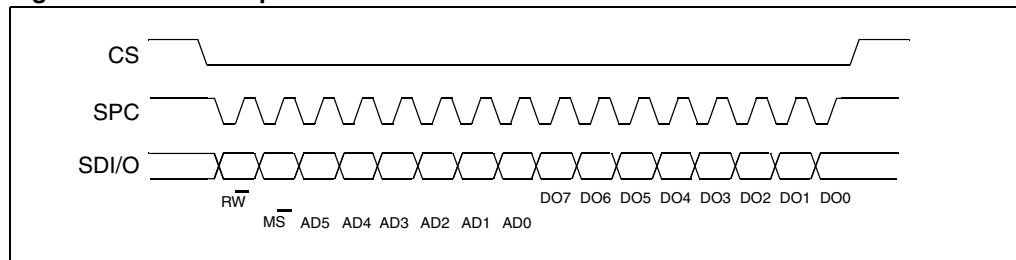 CS
SPC
SDI/O
RW
DO7 DO6 DO5 DO4 DO3 DO2 DO1 DO0
MS AD5 AD4 AD3 AD2 AD1 AD0